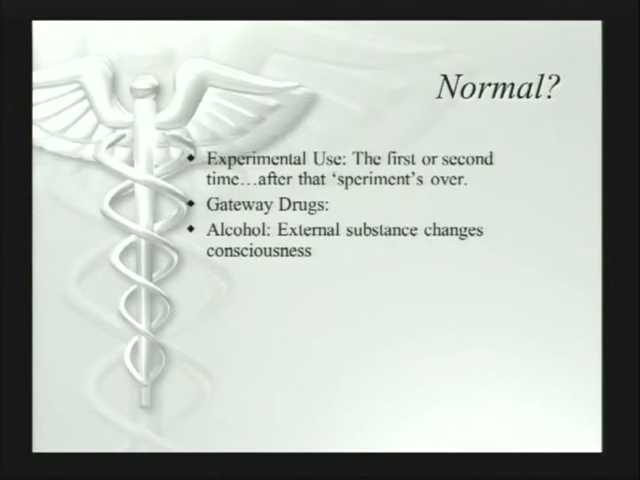 Normal?
Experimental Use: The first or second
time…after that ‘speriment’s over.
Gateway Drugs:
Alcohol: External substance changes
consciousness